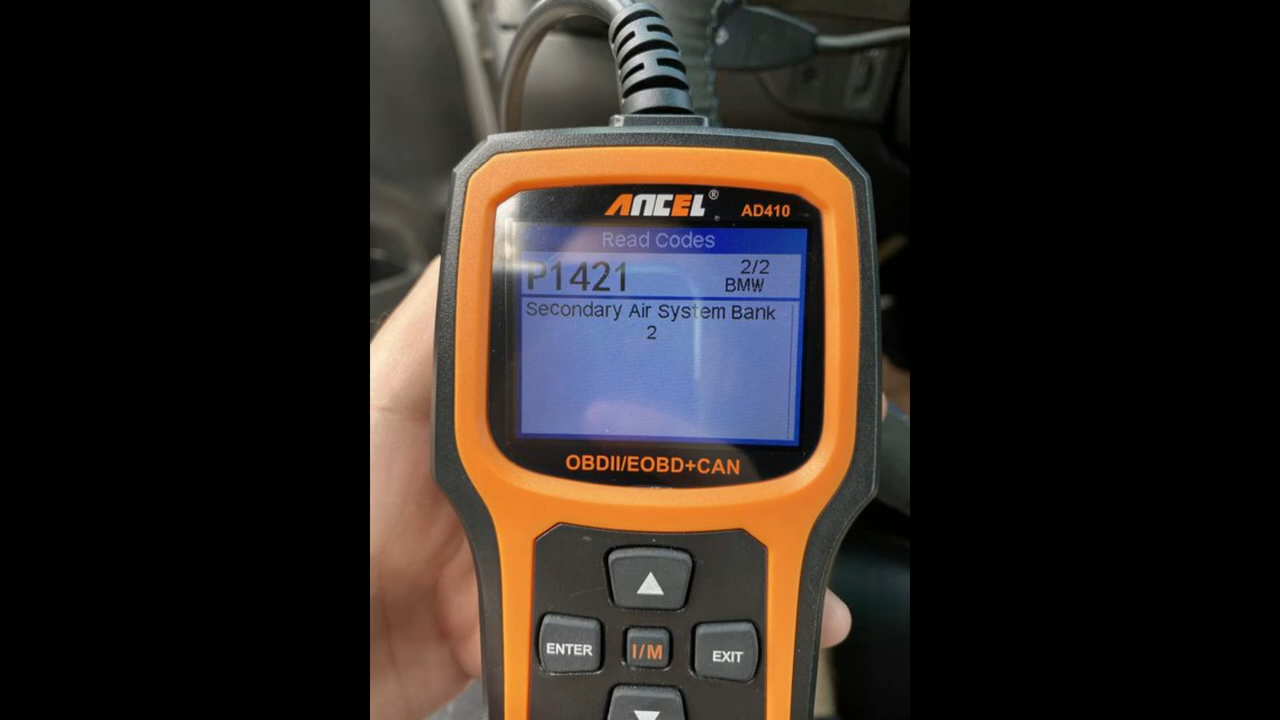 ANCEL®
AD410
Read Codes
P1421
2/2
BMW
Secondary Air System Bank
2
OBDII/EOBD+CAN
ENTER
I/M
EXIT